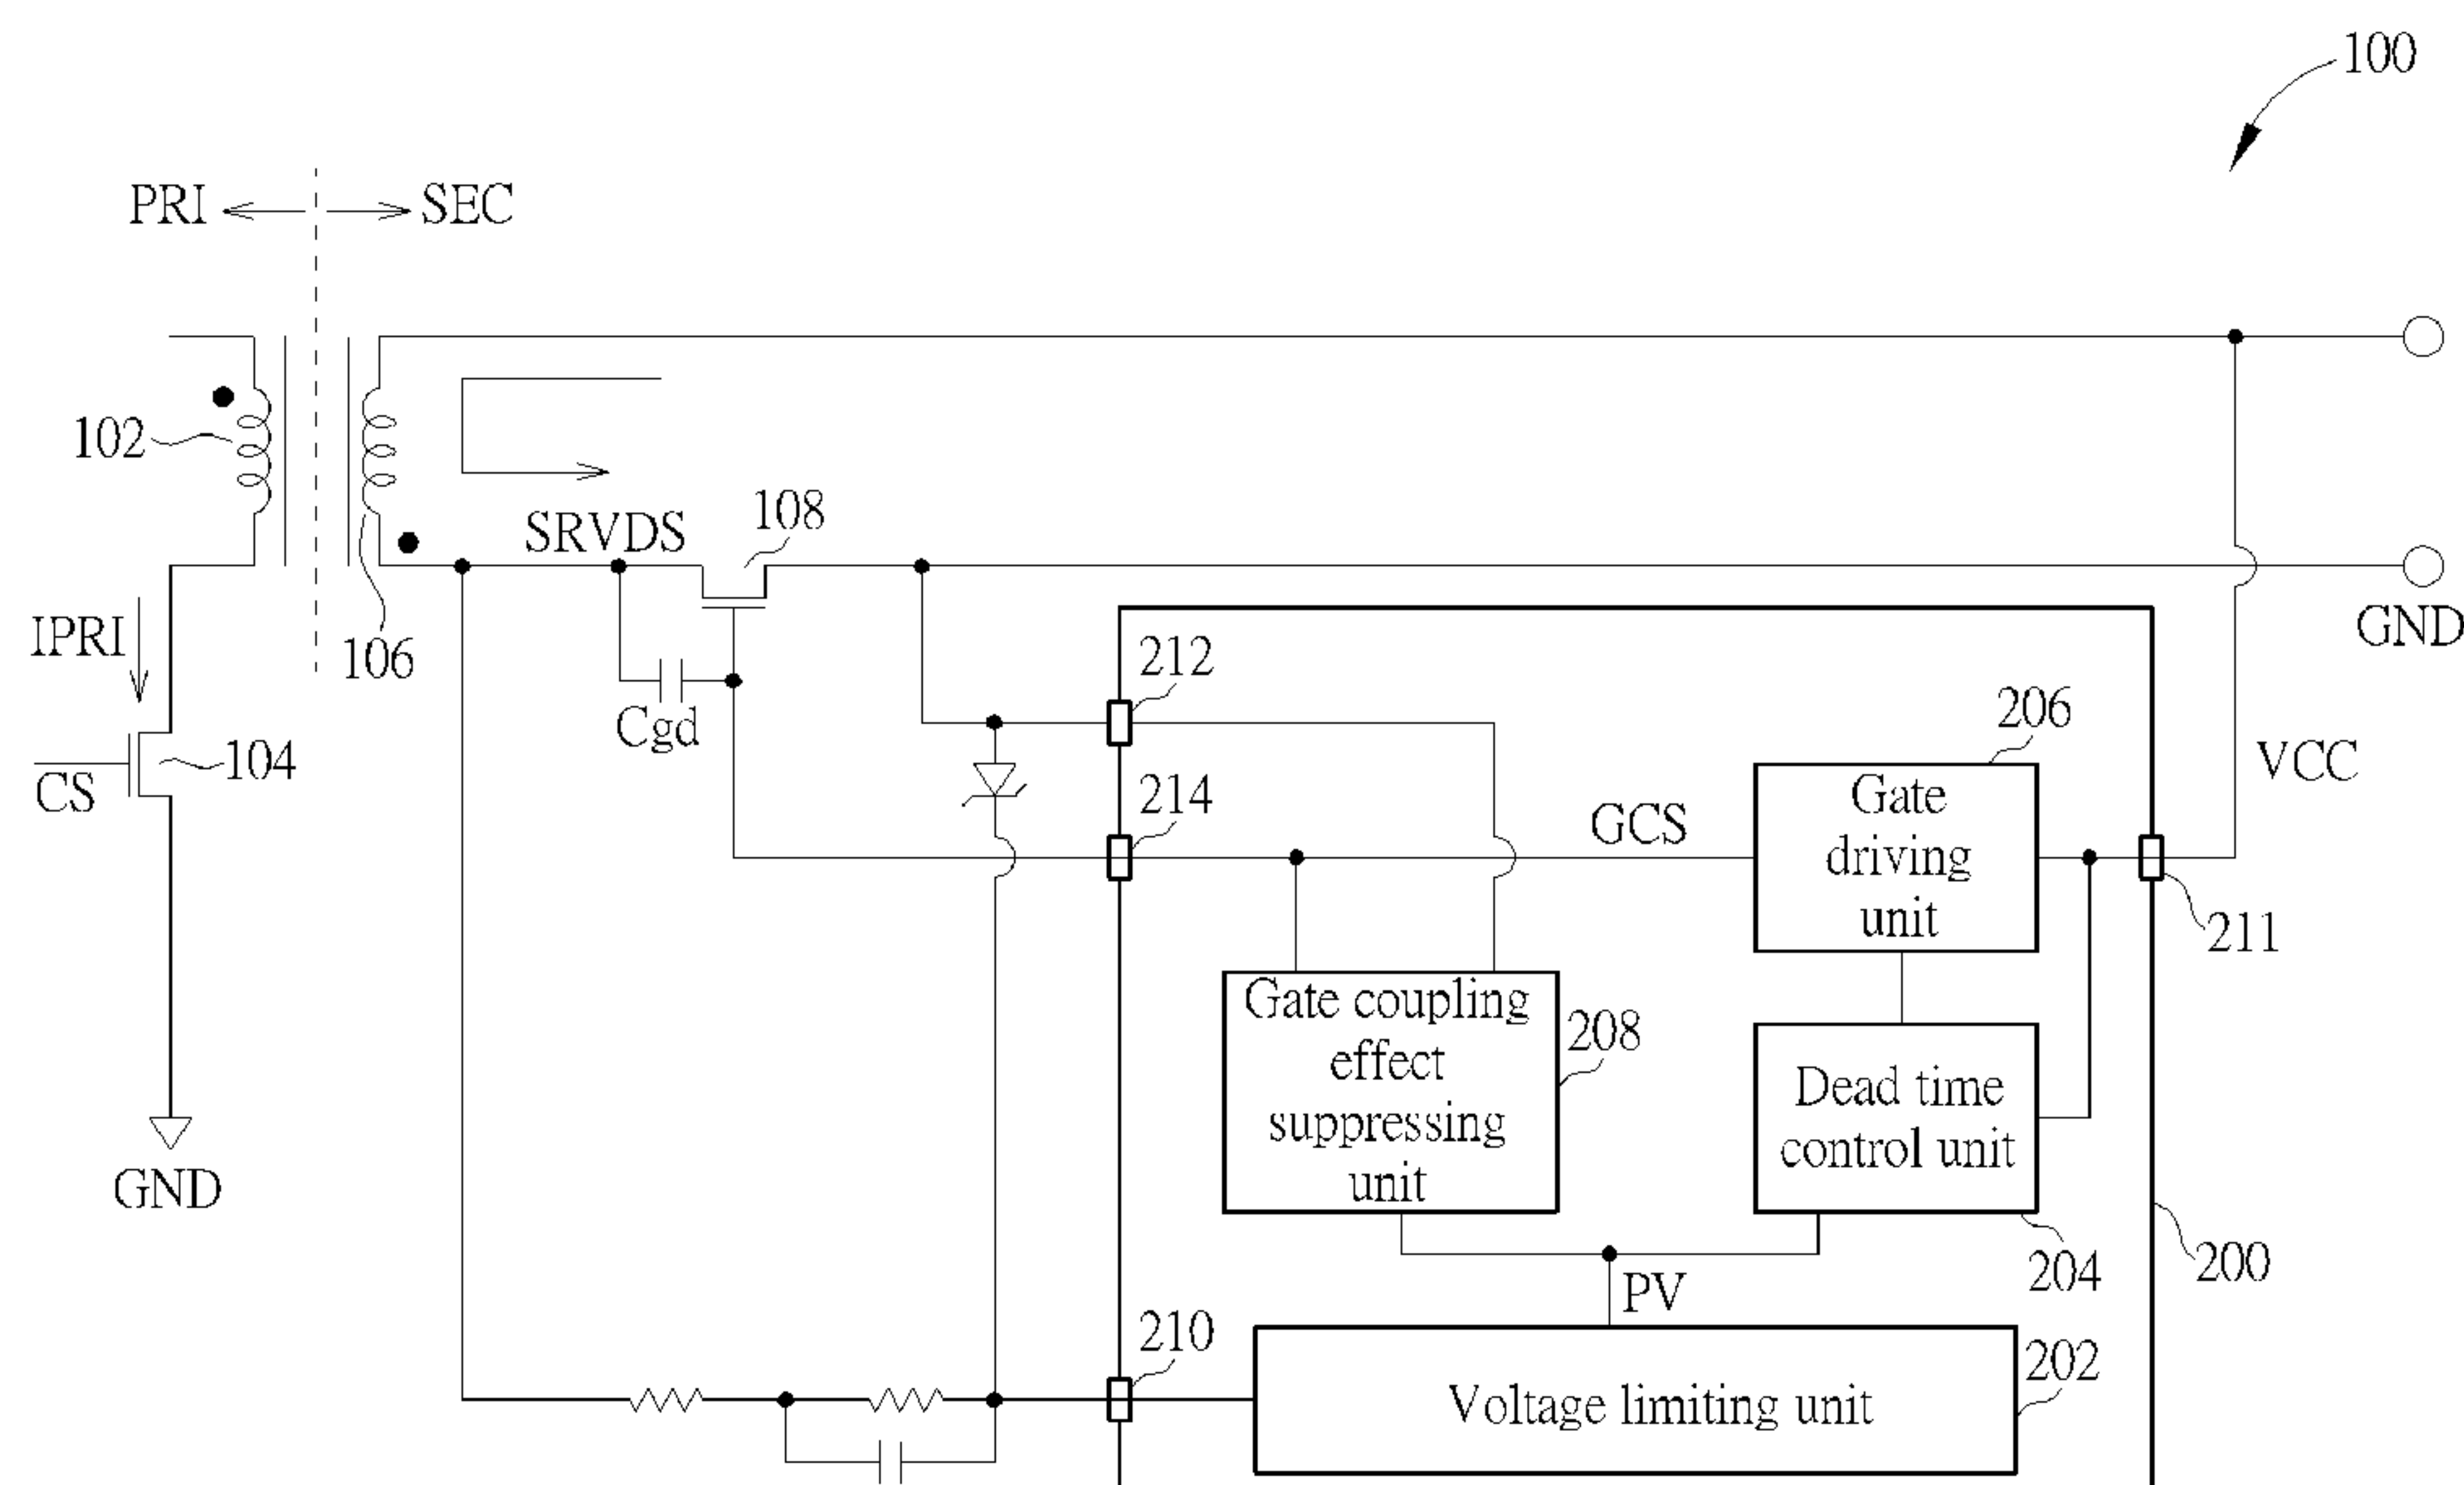 100
PRI
SEC
102
SRVDS
108
IPRI
106
GND
212
Cgd
206
104
CS
VCC
214
GCS
Gate
driving
unit
211
Gate coupling
effect
suppressing
unit
208
Dead time
control unit
GND
200
204
PV
210
202
Voltage limiting unit